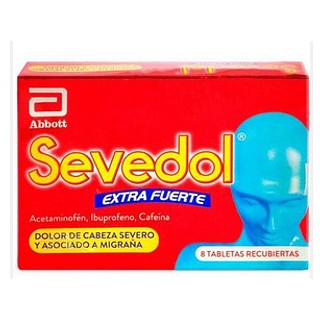 Abbott
Sevedol®
EXTRA FUERTE
Acetaminofén, Ibuprofeno, Cafeína
DOLOR DE CABEZA SEVERO
Y ASOCIADO A MIGRAÑA
8 TABLETAS RECUBIERTAS